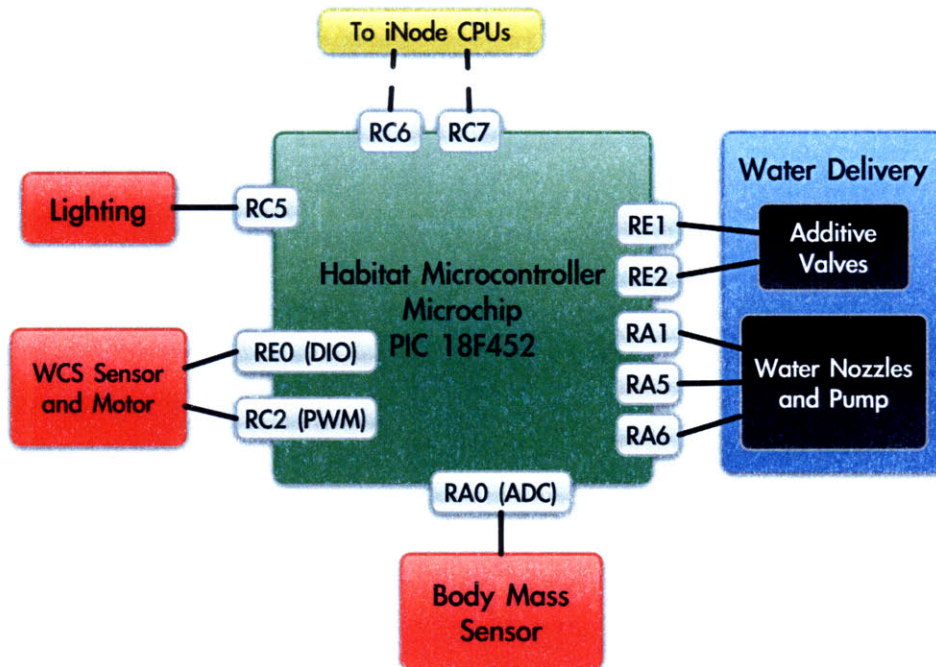 To iNode CPUs
RC6
RC7
Lighting
RC5
Water Delivery
RE1
Additive
Valves
RE2
Habitat Microcontroller
Microchip
PIC 18F452
RA1
WCS Sensor
and Motor
RE0 (DIO)
RC2 (PWM)
Water Nozzles
and Pump
RA5
RA6
RA0 (ADC)
Body Mass
Sensor